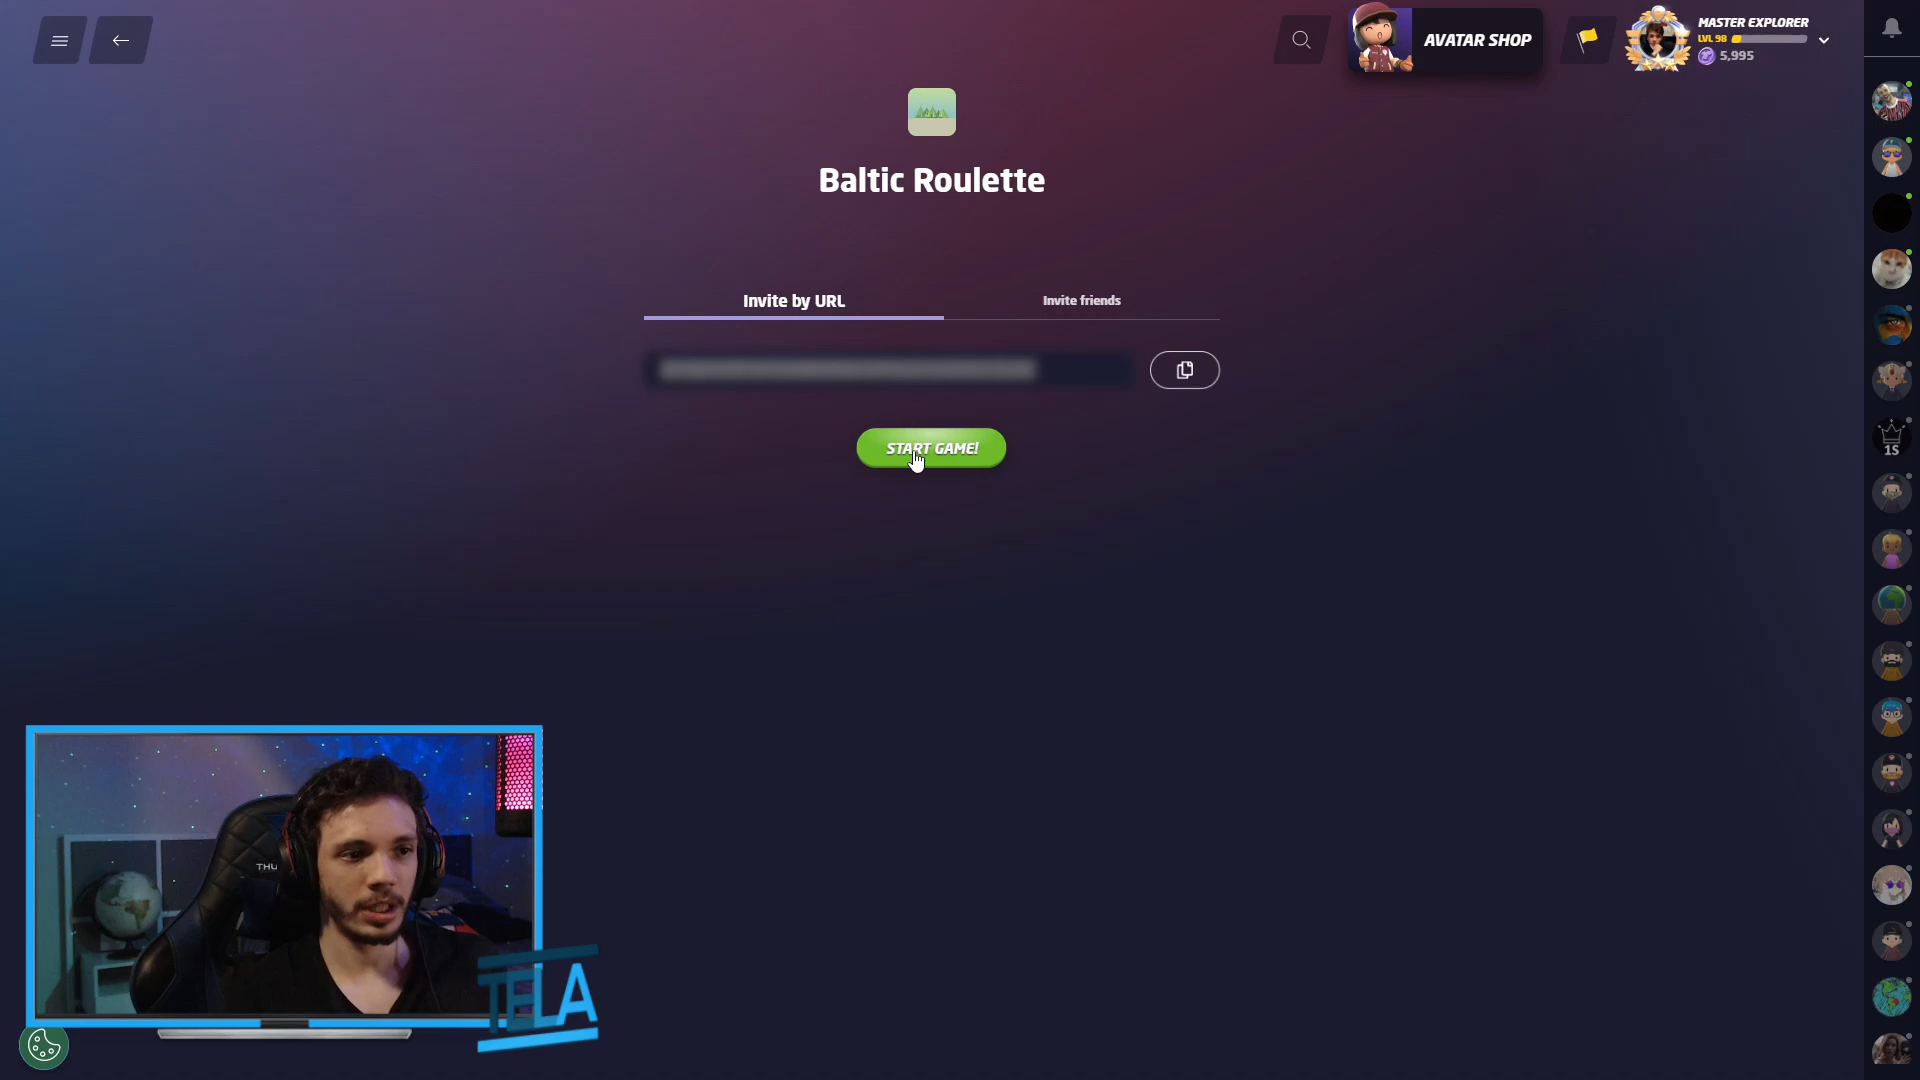 AVATAR SHOP
MASTER EXPLORER
LVL 98
5,995
Baltic Roulette
Invite by URL
Invite friends
START GAME!
1S
THU
TELA